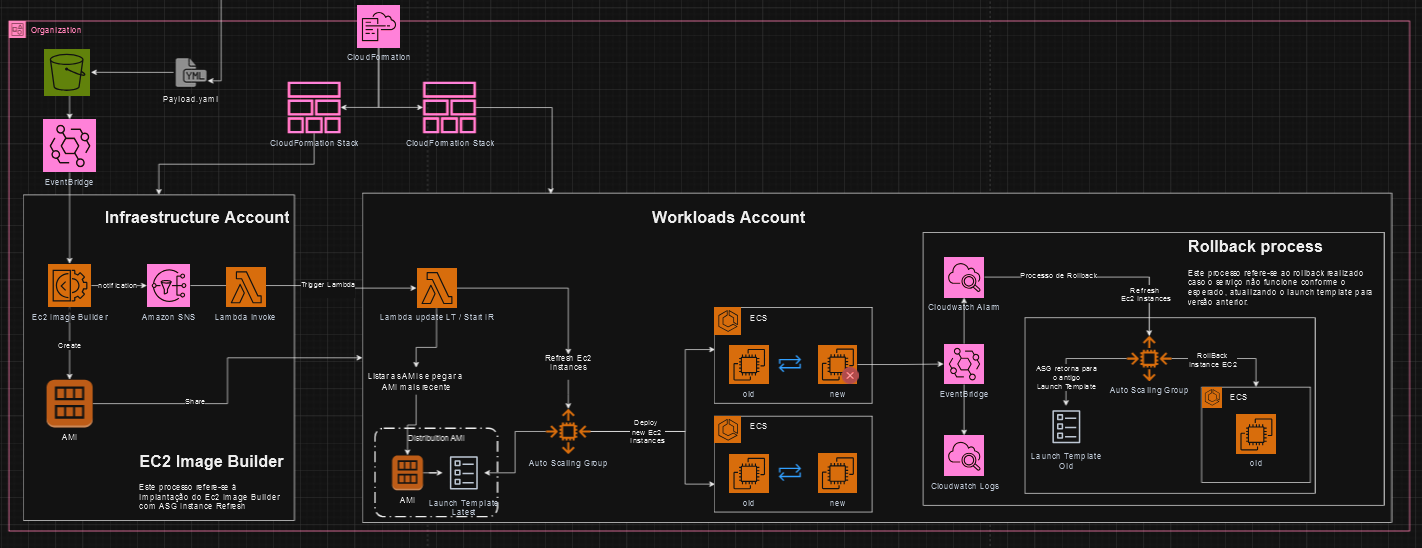 Organization
CloudFormation
YML
Payload.yaml
CloudFormation Stack
CloudFormation Stack
EventBridge
Infraestructure Account
Ec2 Image Builder
notification
Amazon SNS
Lambda Invoke
Trigger Lambda
Create
AMI
Share
EC2 Image Builder
Este processo refere-se à
implantação do Ec2 Image Builder
com ASG Instance Refresh
Workloads Account
Lambda update LT / Start IR
Listar as AMIs e pegar a
AMI mais recente
Refresh Ec2
Instances
Distribuition AMI
AMI
Launch Template
Latest
Auto Scaling Group
Deploy
new Ec2
Instances
ECS
old
new
ECS
old
new
Rollback process
Este processo refere-se ao rollback realizado
caso o serviço não funcione conforme o
esperado, atualizando o launch template para
versão anterior.
Cloudwatch Alarm
Processo de Rollback
Refresh
Ec2 Instances
EventBridge
Cloudwatch Logs
ASG retorna para
o antigo
Launch Template
Auto Scaling Group
RollBack
Instance EC2
Launch Template
Old
ECS
old